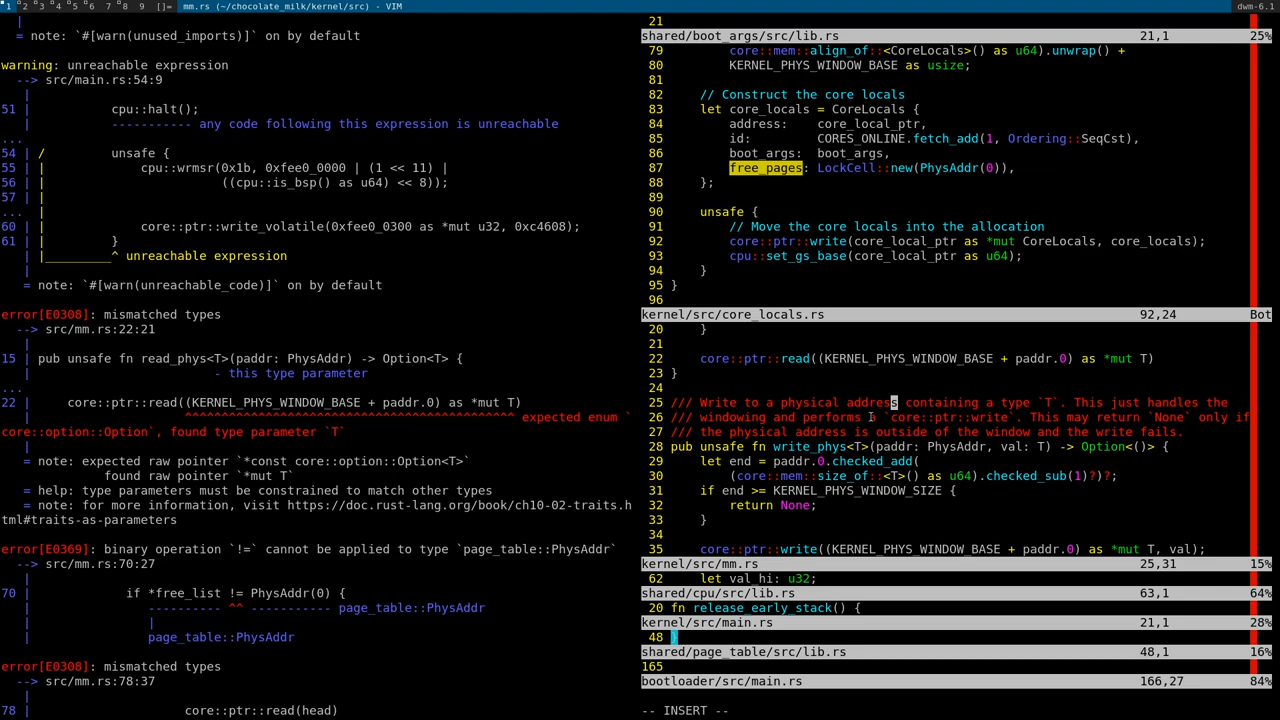 1 2 3 4 5 6 7 8 9 []= mm.rs (~/chocolate_milk/kernel/src) - VIM dwm-6.1
|
= note: `#[warn(unused_imports)]` on by default
warning: unreachable expression
--> src/main.rs:54:9
|
51 | cpu::halt();
| ----------- any code following this expression is unreachable
...
54 | / unsafe {
55 | | cpu::wrmsr(0x1b, 0xfee0_0000 | (1 << 11) |
56 | | ((cpu::is_bsp() as u64) << 8));
57 | |
... |
60 | | core::ptr::write_volatile(0xfee0_0300 as *mut u32, 0xc4608);
61 | | }
| |_________^ unreachable expression
|
= note: `#[warn(unreachable_code)]` on by default
error[E0308]: mismatched types
--> src/mm.rs:22:21
|
15 | pub unsafe fn read_phys<T>(paddr: PhysAddr) -> Option<T> {
| - this type parameter
...
22 | core::ptr::read((KERNEL_PHYS_WINDOW_BASE + paddr.0) as *mut T)
| ^^^^^^^^^^^^^^^^^^^^^^^^^^^^^^^^^^^^^^^^^^^^^ expected enum `
core::option::Option`, found type parameter `T`
|
= note: expected raw pointer `*const core::option::Option<T>`
found raw pointer `*mut T`
= help: type parameters must be constrained to match other types
= note: for more information, visit https://doc.rust-lang.org/book/ch10-02-traits.h
tml#traits-as-parameters
error[E0369]: binary operation `!=` cannot be applied to type `page_table::PhysAddr`
--> src/mm.rs:70:27
|
70 | if *free_list != PhysAddr(0) {
| ---------- ^^ ----------- page_table::PhysAddr
| |
| page_table::PhysAddr
error[E0308]: mismatched types
--> src/mm.rs:78:37
|
78 | core::ptr::read(head)
21
shared/boot_args/src/lib.rs 21,1 25%
79 core::mem::align_of::<CoreLocals>() as u64).unwrap() +
80 KERNEL_PHYS_WINDOW_BASE as usize;
81
82 // Construct the core locals
83 let core_locals = CoreLocals {
84 address: core_local_ptr,
85 id: CORES_ONLINE.fetch_add(1, Ordering::SeqCst),
86 boot_args: boot_args,
87 free_pages: LockCell::new(PhysAddr(0)),
88 };
89
90 unsafe {
91 // Move the core locals into the allocation
92 core::ptr::write(core_local_ptr as *mut CoreLocals, core_locals);
93 cpu::set_gs_base(core_local_ptr as u64);
94 }
95 }
96
kernel/src/core_locals.rs 92,24 Bot
20 }
21
22 core::ptr::read((KERNEL_PHYS_WINDOW_BASE + paddr.0) as *mut T)
23 }
24
25 /// Write to a physical address containing a type `T`. This just handles the
26 /// windowing and performs a `core::ptr::write`. This may return `None` only if
27 /// the physical address is outside of the window and the write fails.
28 pub unsafe fn write_phys<T>(paddr: PhysAddr, val: T) -> Option<()> {
29 let end = paddr.0.checked_add(
30 (core::mem::size_of::<T>() as u64).checked_sub(1)?)?;
31 if end >= KERNEL_PHYS_WINDOW_SIZE {
32 return None;
33 }
34
35 core::ptr::write((KERNEL_PHYS_WINDOW_BASE + paddr.0) as *mut T, val);
kernel/src/mm.rs 25,31 15%
62 let val_hi: u32;
shared/cpu/src/lib.rs 63,1 64%
20 fn release_early_stack() {
kernel/src/main.rs 21,1 28%
48 }
shared/page_table/src/lib.rs 48,1 16%
165
bootloader/src/main.rs 166,27 84%
-- INSERT --